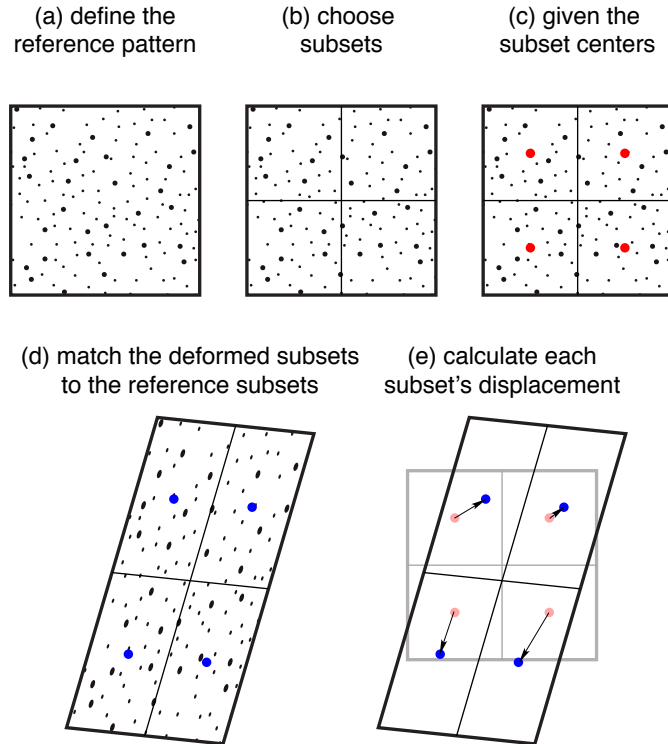 (a) define the
reference pattern
(b) choose
subsets
(c) given the
subset centers
(d) match the deformed subsets
to the reference subsets
(e) calculate each
subset's displacement